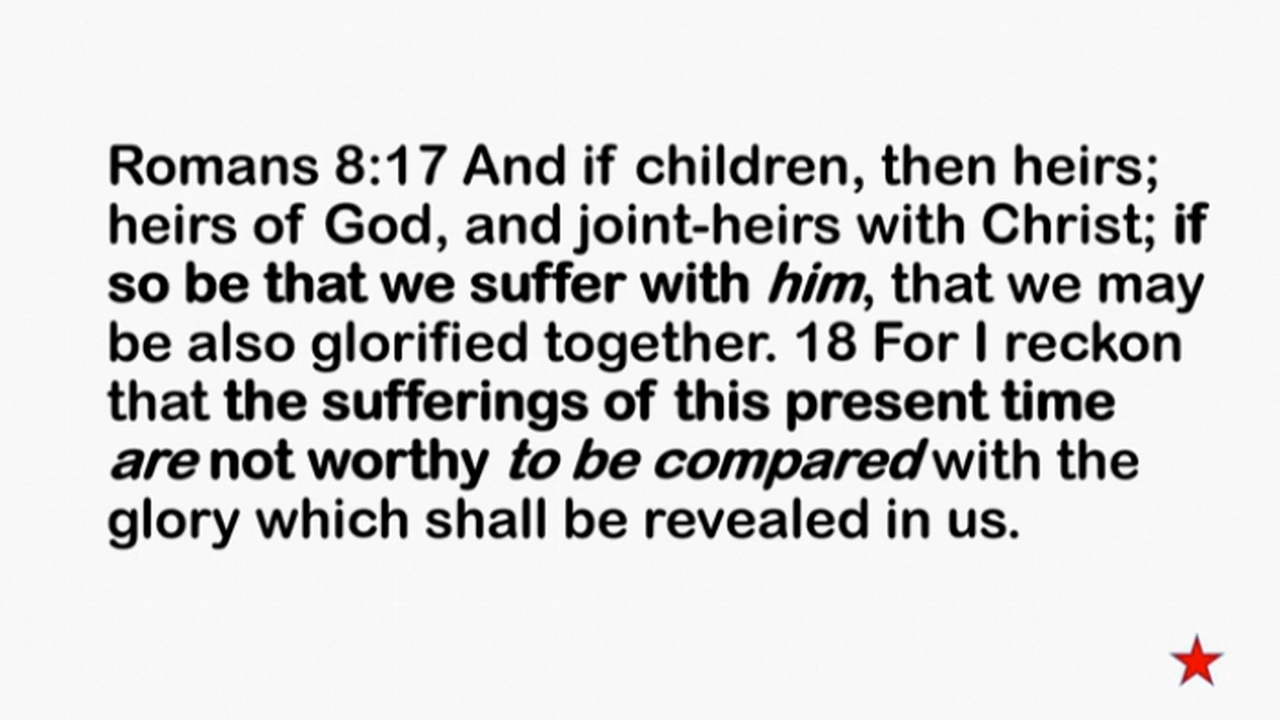 Romans 8:17 And if children, then heirs;
heirs of God, and joint-heirs with Christ; if
so be that we suffer with him, that we may
be also glorified together. 18 For I reckon
that the sufferings of this present time
are not worthy to be compared with the
glory which shall be revealed in us.